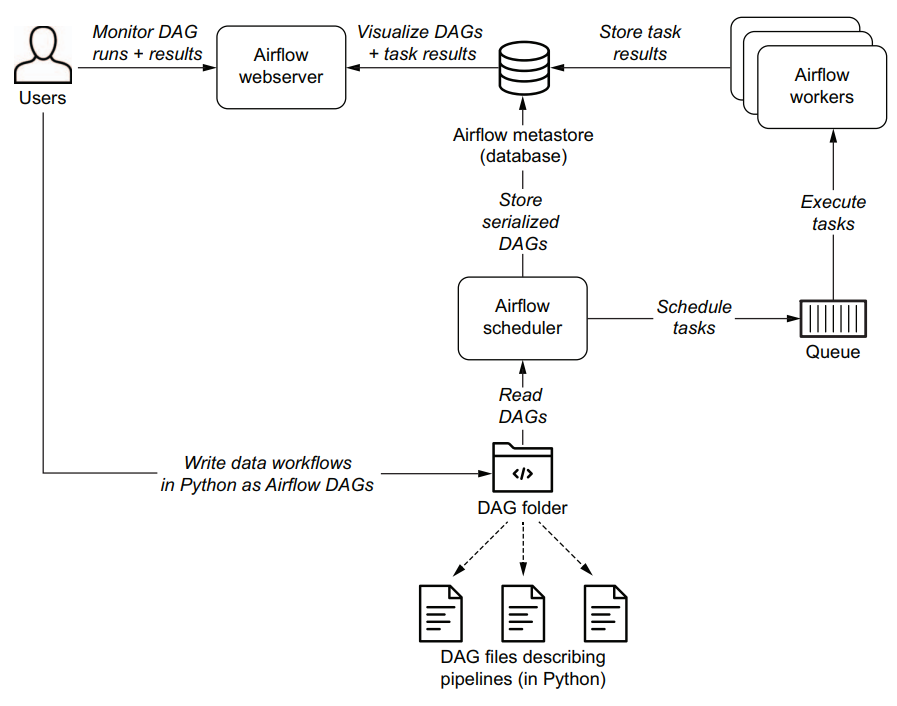 Monitor DAG
runs + results
Users
Airflow
webserver
Visualize DAGs
+ task results
Store task
results
Airflow
workers
Airflow metastore
(database)
Store
serialized
DAGs
Execute
tasks
Airflow
scheduler
Schedule
tasks
Queue
Read
DAGs
Write data workflows
in Python as Airflow DAGs
</>
DAG folder
DAG files describing
pipelines (in Python)